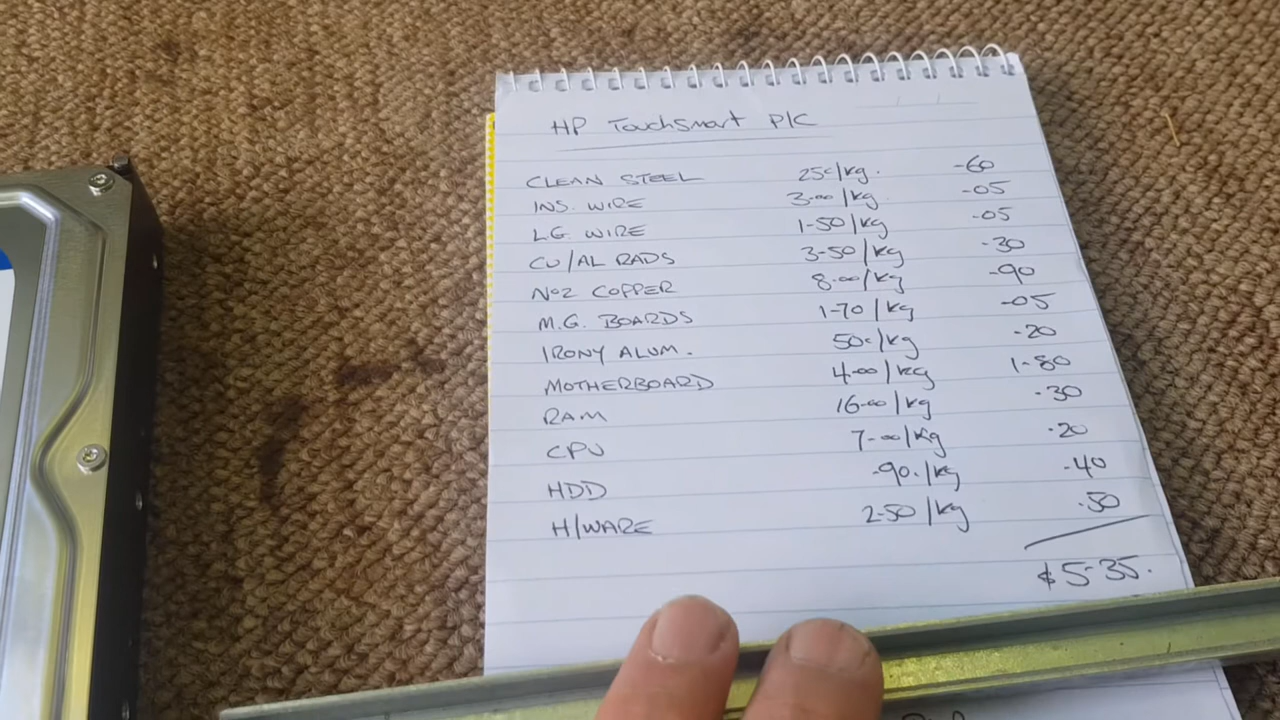 HP TouchSmart P/C
CLEAN STEEL 25c/kg. -60
INS. WIRE 3-00/kg -05
L.G. WIRE 1-50/kg -05
CU/AL RADS 3-50/kg -30
No2 COPPER 8-00/kg -90
M.G. BOARDS 1-70/kg -05
IRONY ALUM. 50c/kg -20
MOTHERBOARD 4-00/kg 1-80
RAM 16-00/kg -30
CPU 7-00/kg -20
HDD -90./kg -40
H/WARE 2-50/kg -50
$5-35.